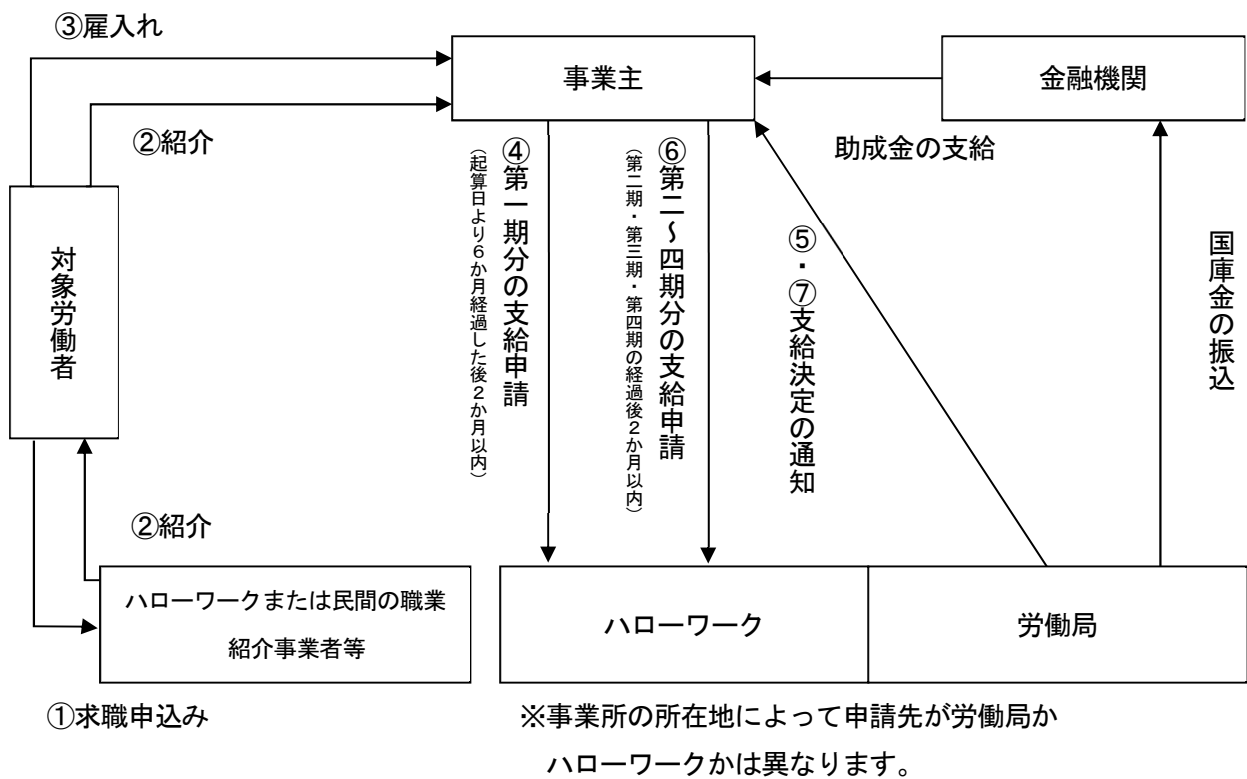 ③雇入れ
事業主
金融機関
②紹介
助成金の支給
④第一期分の支給申請
(起算日より6か月経過した後2か月以内)
⑥第二~四期分の支給申請
(第二期・第三期・第四期の経過後2か月以内)
⑤・⑦支給決定の通知
国庫金の振込
対象労働者
②紹介
ハローワークまたは民間の職業
紹介事業者等
ハローワーク
労働局
①求職申込み
※事業所の所在地によって申請先が労働局か
ハローワークかは異なります。